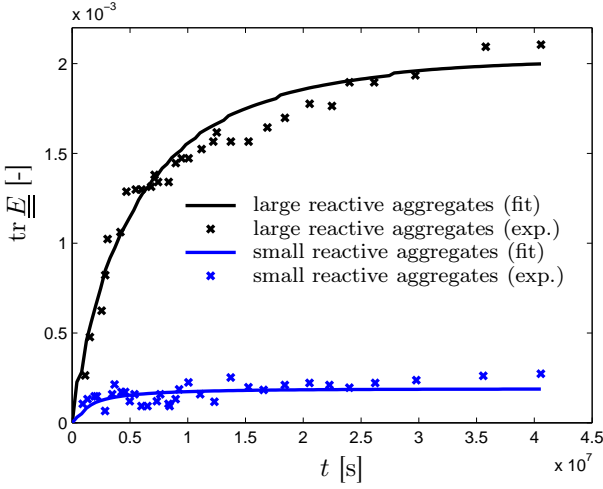 x 10⁻³
2
1.5
1
0.5
0
tr E [-]
large reactive aggregates (fit)
large reactive aggregates (exp.)
small reactive aggregates (fit)
small reactive aggregates (exp.)
0 0.5 1 1.5 2 2.5 3 3.5 4 4.5
x 10⁷
t [s]